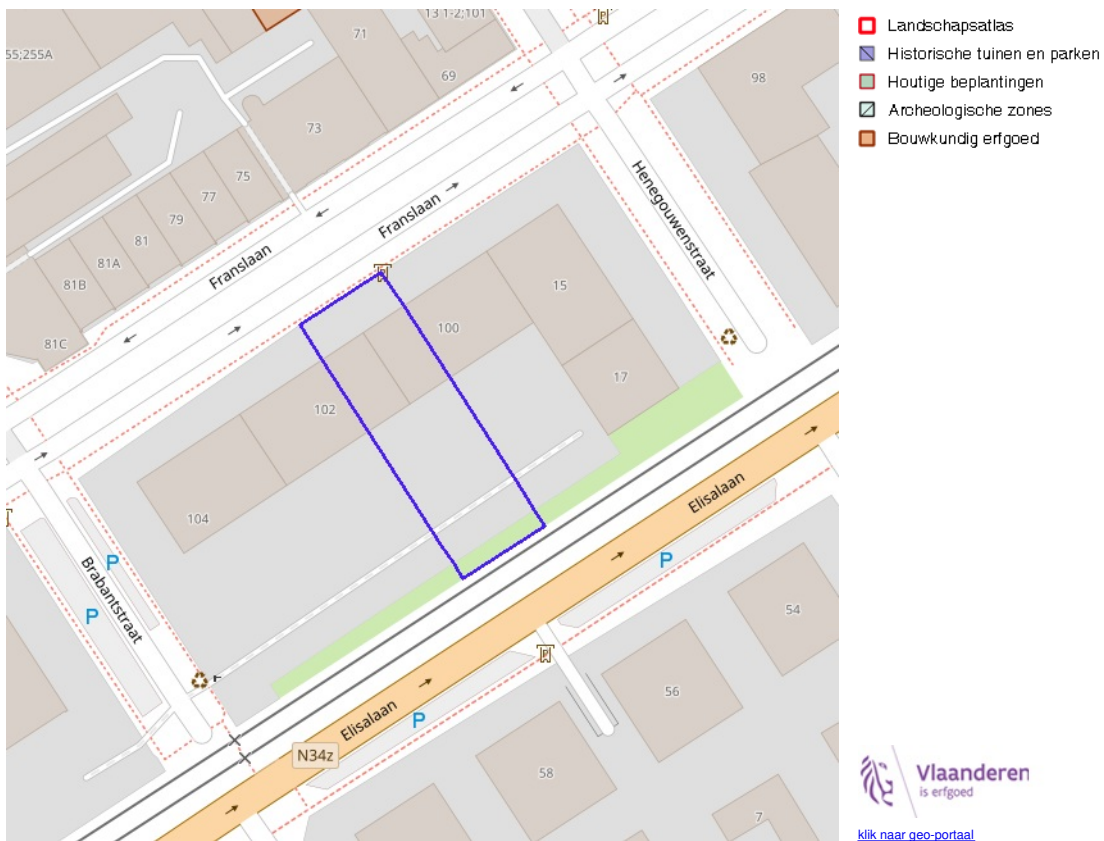 55;255A
71
13 1-2;101
69
98
73
75
77
79
81
81A
81B
81C
Franslaan
Franslaan
Henegouwenstraat
15
100
17
102
104
Brabantstraat
P
P
Elisalaan
P
54
56
Elisalaan
P
N34z
58
7
Landschapsatlas
Historische tuinen en parken
Houtige beplantingen
Archeologische zones
Bouwkundig erfgoed
Vlaanderen
is erfgoed
klik naar geo-portaal